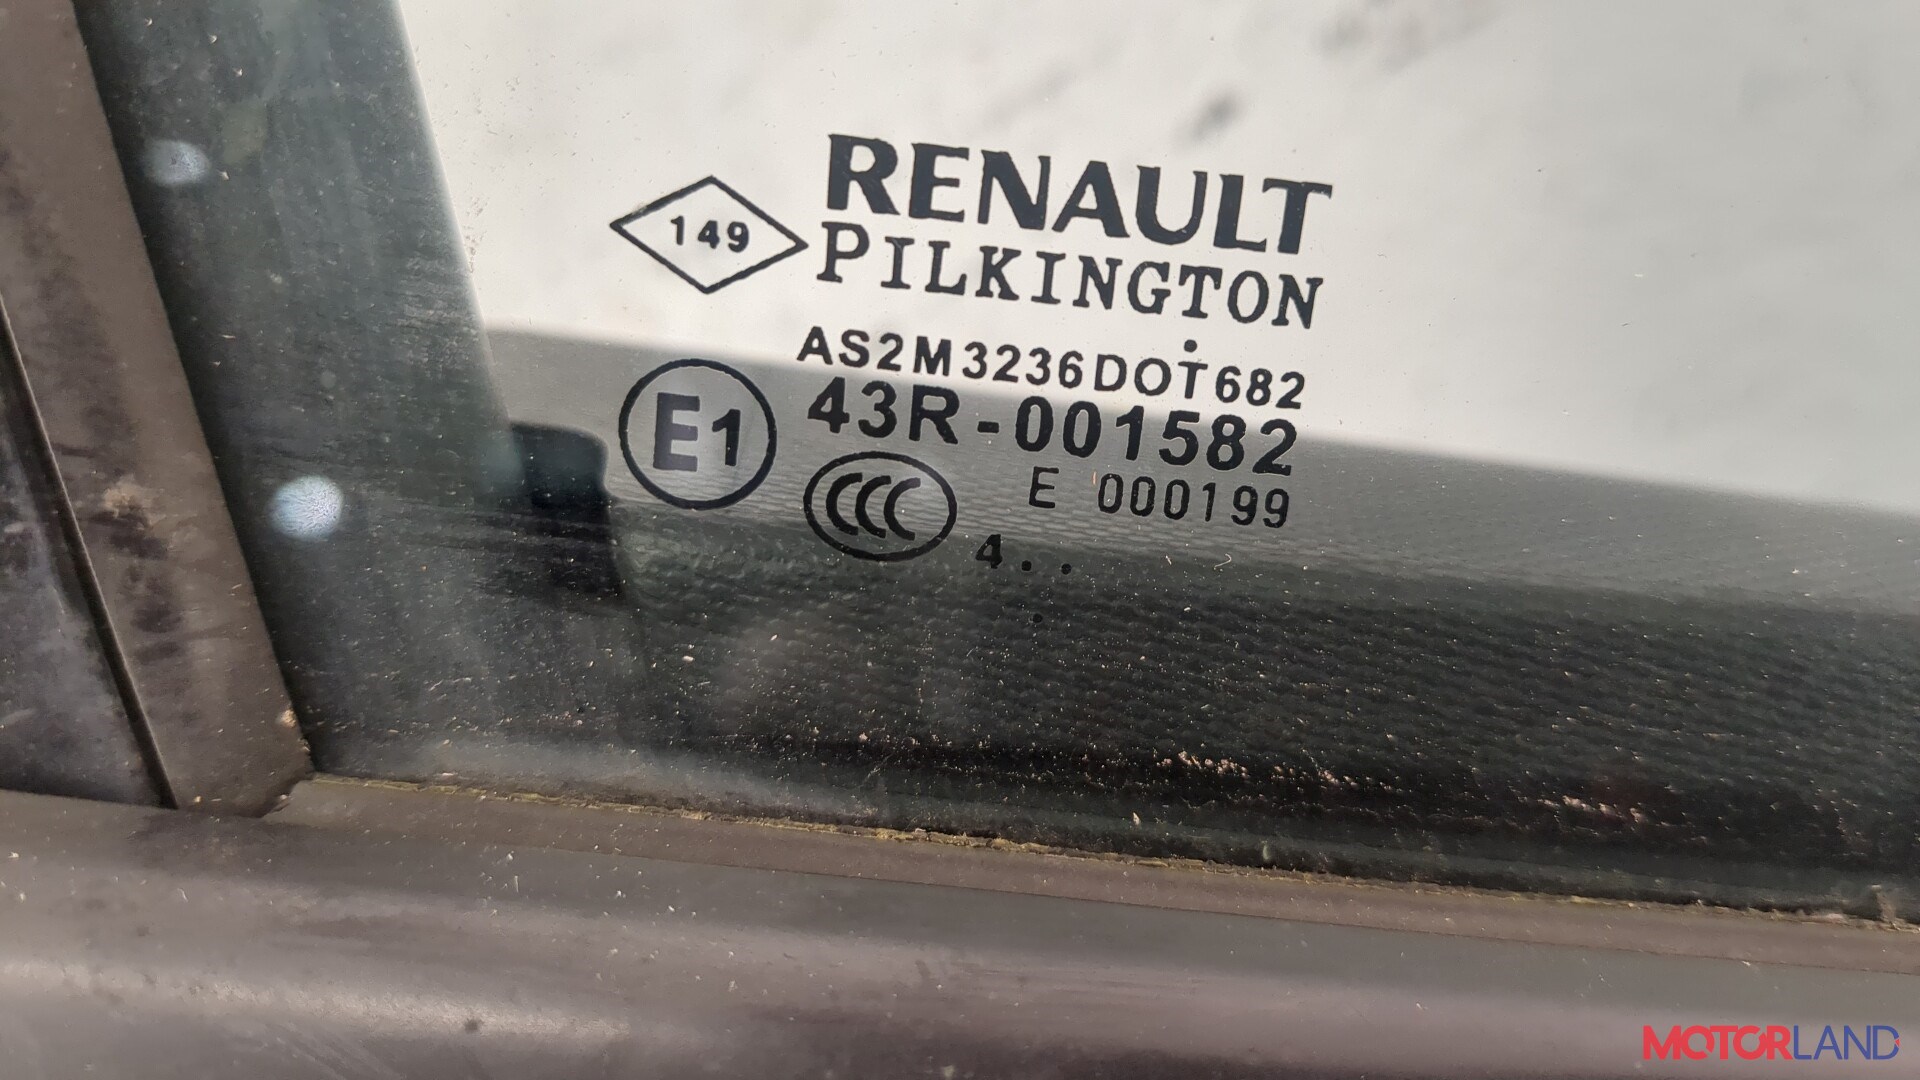 RENAULT
149
PILKINGTON
AS2M3236DOT682
E1
43R-001582
CCC
E 000199
4..
.
MOTORLAND